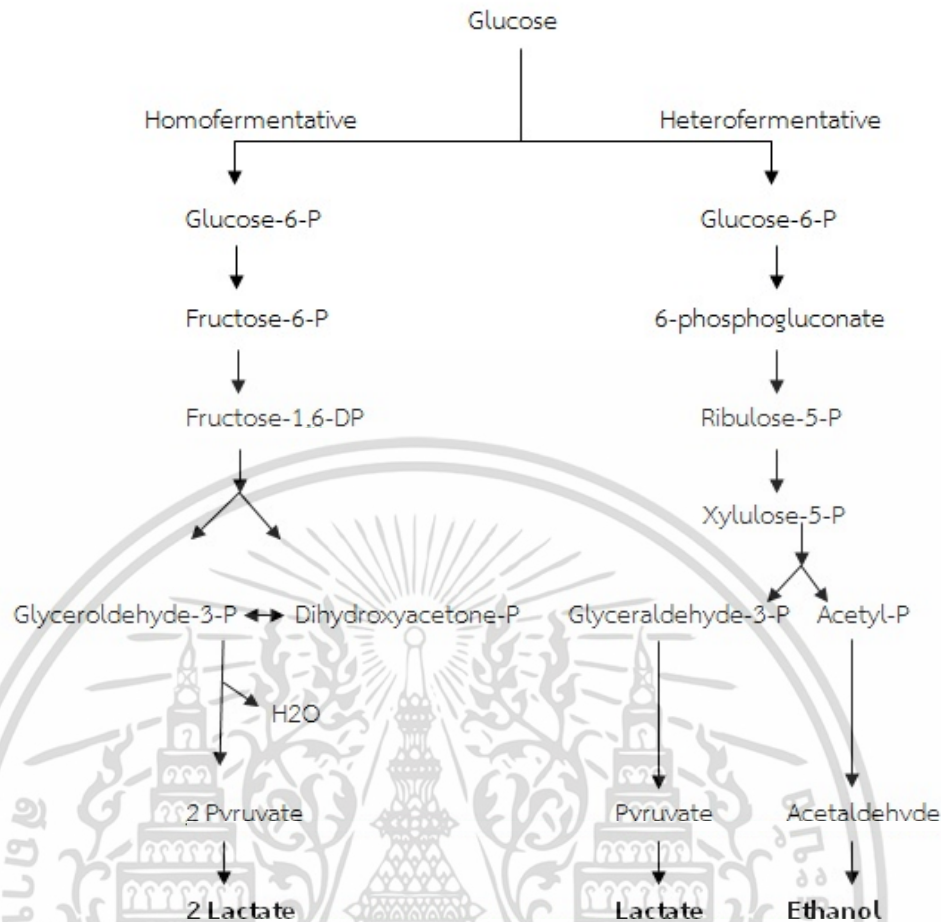 Glucose
Homofermentative Heterofermentative
Glucose-6-P Glucose-6-P
Fructose-6-P 6-phosphogluconate
Fructose-1,6-DP Ribulose-5-P
Xylulose-5-P
Glyceroldehyde-3-P Dihydroxyacetone-P Glyceraldehyde-3-P Acetyl-P
H2O
2 Pyruvate Pyruvate Acetaldehyde
2 Lactate Lactate Ethanol